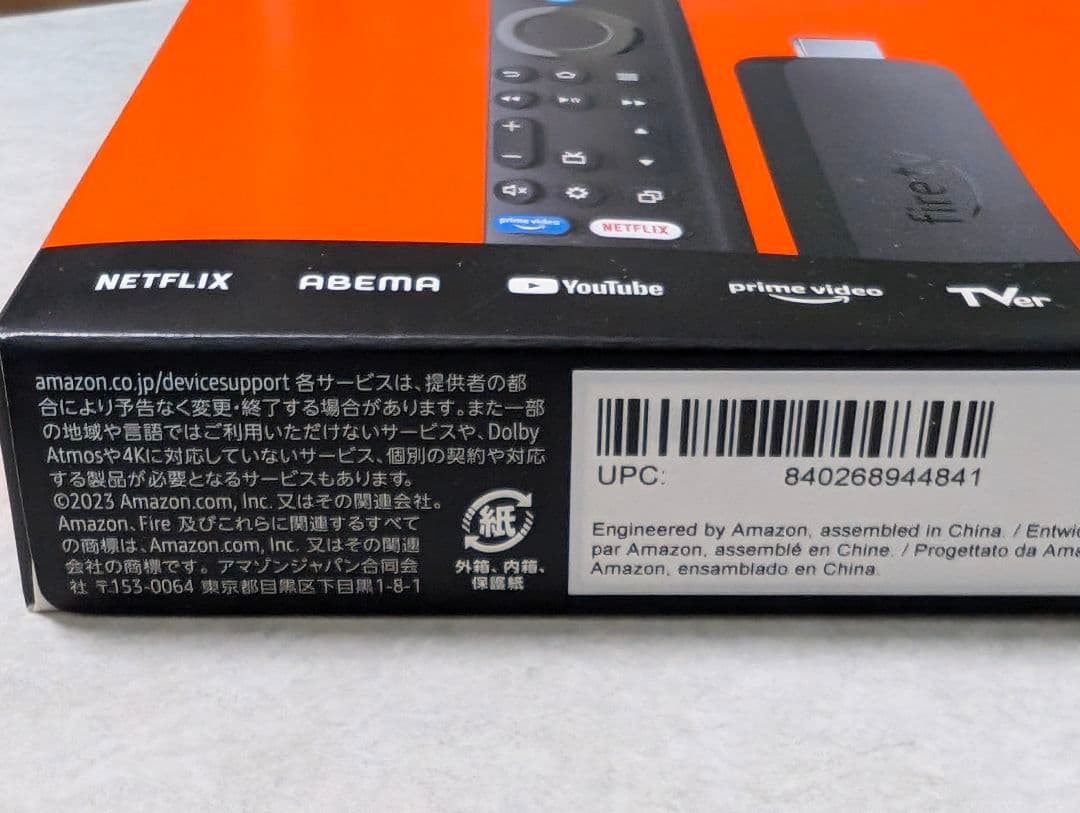 fire tv
prime video
NETFLIX
NETFLIX
ABEMA
YouTube
prime video
TVer
amazon.co.jp/devicesupport 各サービスは、提供者の都
合により予告なく変更・終了する場合があります。また一部
の地域や言語ではご利用いただけないサービスや、Dolby
Atmosや4Kに対応していないサービス、個別の契約や対応
する製品が必要となるサービスもあります。
©2023 Amazon.com, Inc. 又はその関連会社。
Amazon、Fire 及びこれらに関連するすべて
の商標は、Amazon.com, Inc. 又はその関連
会社の商標です。アマゾンジャパン合同会
社 〒153-0064 東京都目黒区下目黒1-8-1
紙
外箱、内箱、
保護紙
UPC:
840268944841
Engineered by Amazon, assembled in China. / Entwic
par Amazon, assemblé en Chine. / Progettato da Ama
Amazon, ensamblado en China.